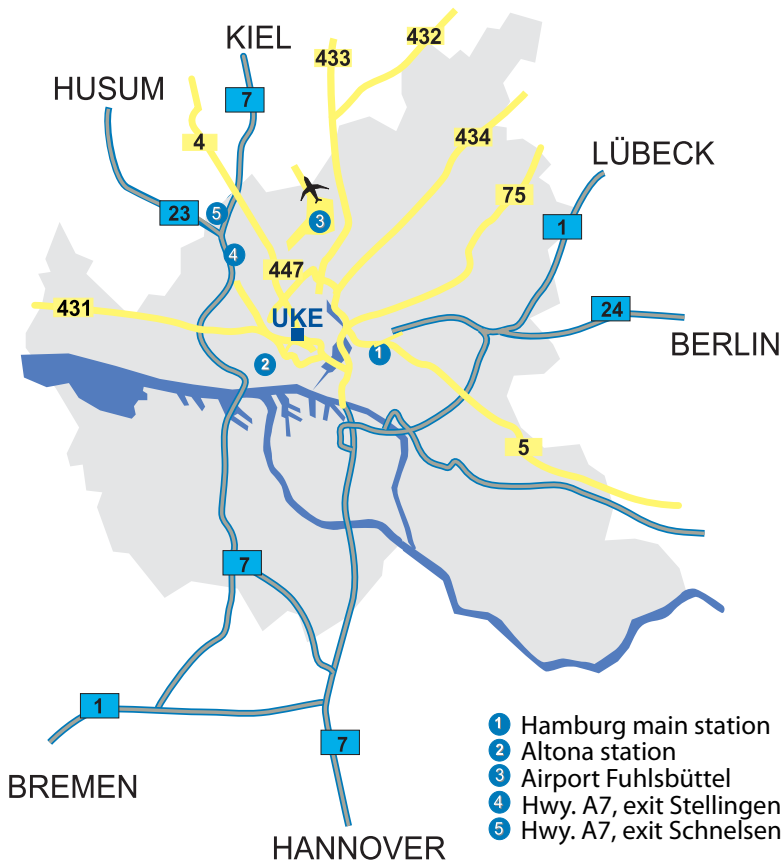 KIEL
432
433
HUSUM
7
4
434
LÜBECK
75
23
5
3
1
4
447
431
UKE
24
BERLIN
2
1
5
7
1
7
BREMEN
HANNOVER
1 Hamburg main station
2 Altona station
3 Airport Fuhlsbüttel
4 Hwy. A7, exit Stellingen
5 Hwy. A7, exit Schnelsen